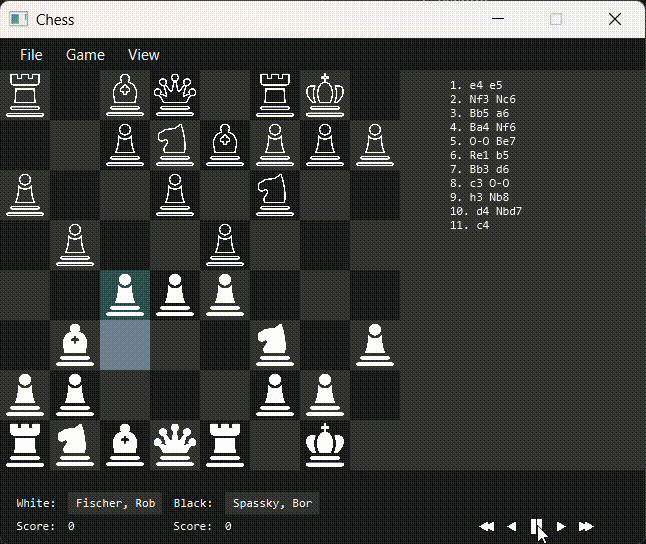 Chess
File Game View
1. e4 e5
2. Nf3 Nc6
3. Bb5 a6
4. Ba4 Nf6
5. O-O Be7
6. Re1 b5
7. Bb3 d6
8. c3 O-O
9. h3 Nb8
10. d4 Nbd7
11. c4
White: Fischer, Rob Black: Spassky, Bor
Score: 0 Score: 0